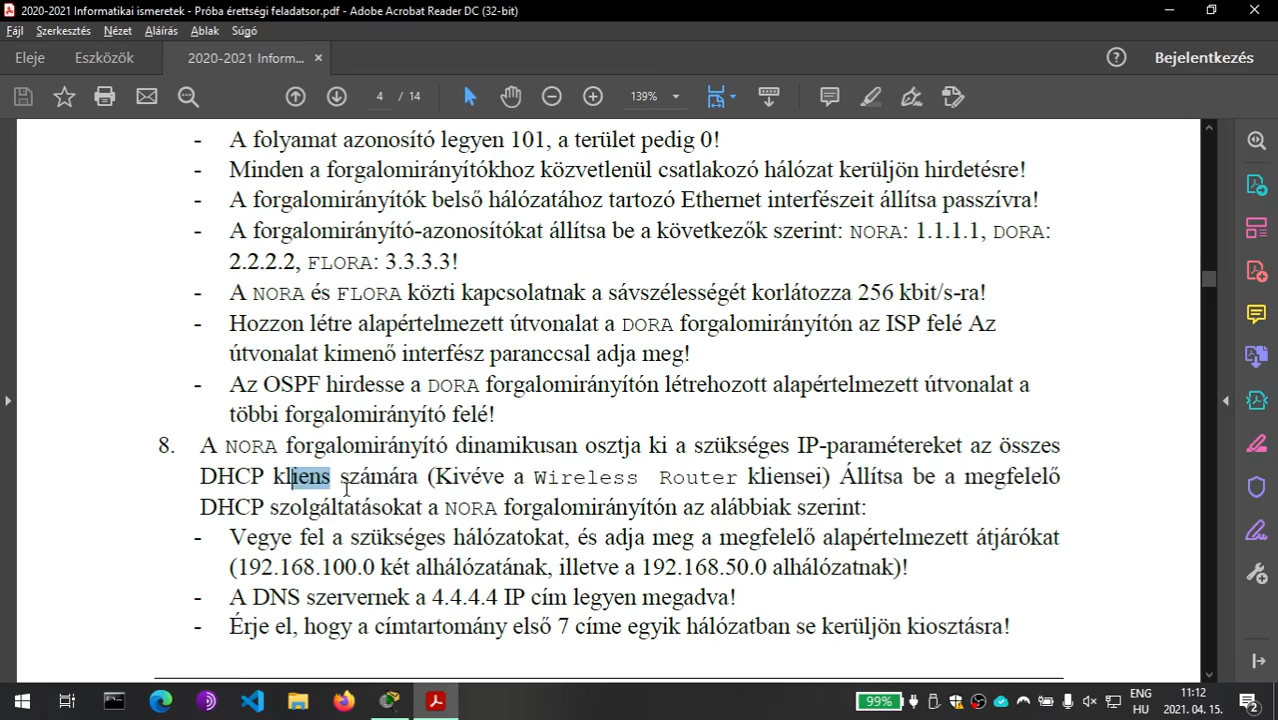 2020-2021 Informatikai ismeretek - Próba érettségi feladatsor.pdf - Adobe Acrobat Reader DC (32-bit)
Fájl Szerkesztés Nézet Aláírás Ablak Súgó
Eleje Eszközök 2020-2021 Inform... × Bejelentkezés
4 / 14 139%
- A folyamat azonosító legyen 101, a terület pedig 0!
- Minden a forgalomirányítókhoz közvetlenül csatlakozó hálózat kerüljön hirdetésre!
- A forgalomirányítók belső hálózatához tartozó Ethernet interfészeit állítsa passzívra!
- A forgalomirányító-azonosítókat állítsa be a következők szerint: NORA: 1.1.1.1, DORA:
2.2.2.2, FLORA: 3.3.3.3!
- A NORA és FLORA közti kapcsolatnak a sávszélességét korlátozza 256 kbit/s-ra!
- Hozzon létre alapértelmezett útvonalat a DORA forgalomirányítón az ISP felé Az
útvonalat kimenő interfész paranccsal adja meg!
- Az OSPF hirdesse a DORA forgalomirányítón létrehozott alapértelmezett útvonalat a
többi forgalomirányító felé!
8. A NORA forgalomirányító dinamikusan osztja ki a szükséges IP-paramétereket az összes
DHCP kliens számára (Kivéve a Wireless Router kliensei) Állítsa be a megfelelő
DHCP szolgáltatásokat a NORA forgalomirányítón az alábbiak szerint:
- Vegye fel a szükséges hálózatokat, és adja meg a megfelelő alapértelmezett átjárókat
(192.168.100.0 két alhálózatának, illetve a 192.168.50.0 alhálózatnak)!
- A DNS szervernek a 4.4.4.4 IP cím legyen megadva!
- Érje el, hogy a címtartomány első 7 címe egyik hálózatban se kerüljön kiosztásra!
99% ENG 11:12
HU 2021. 04. 15. 2